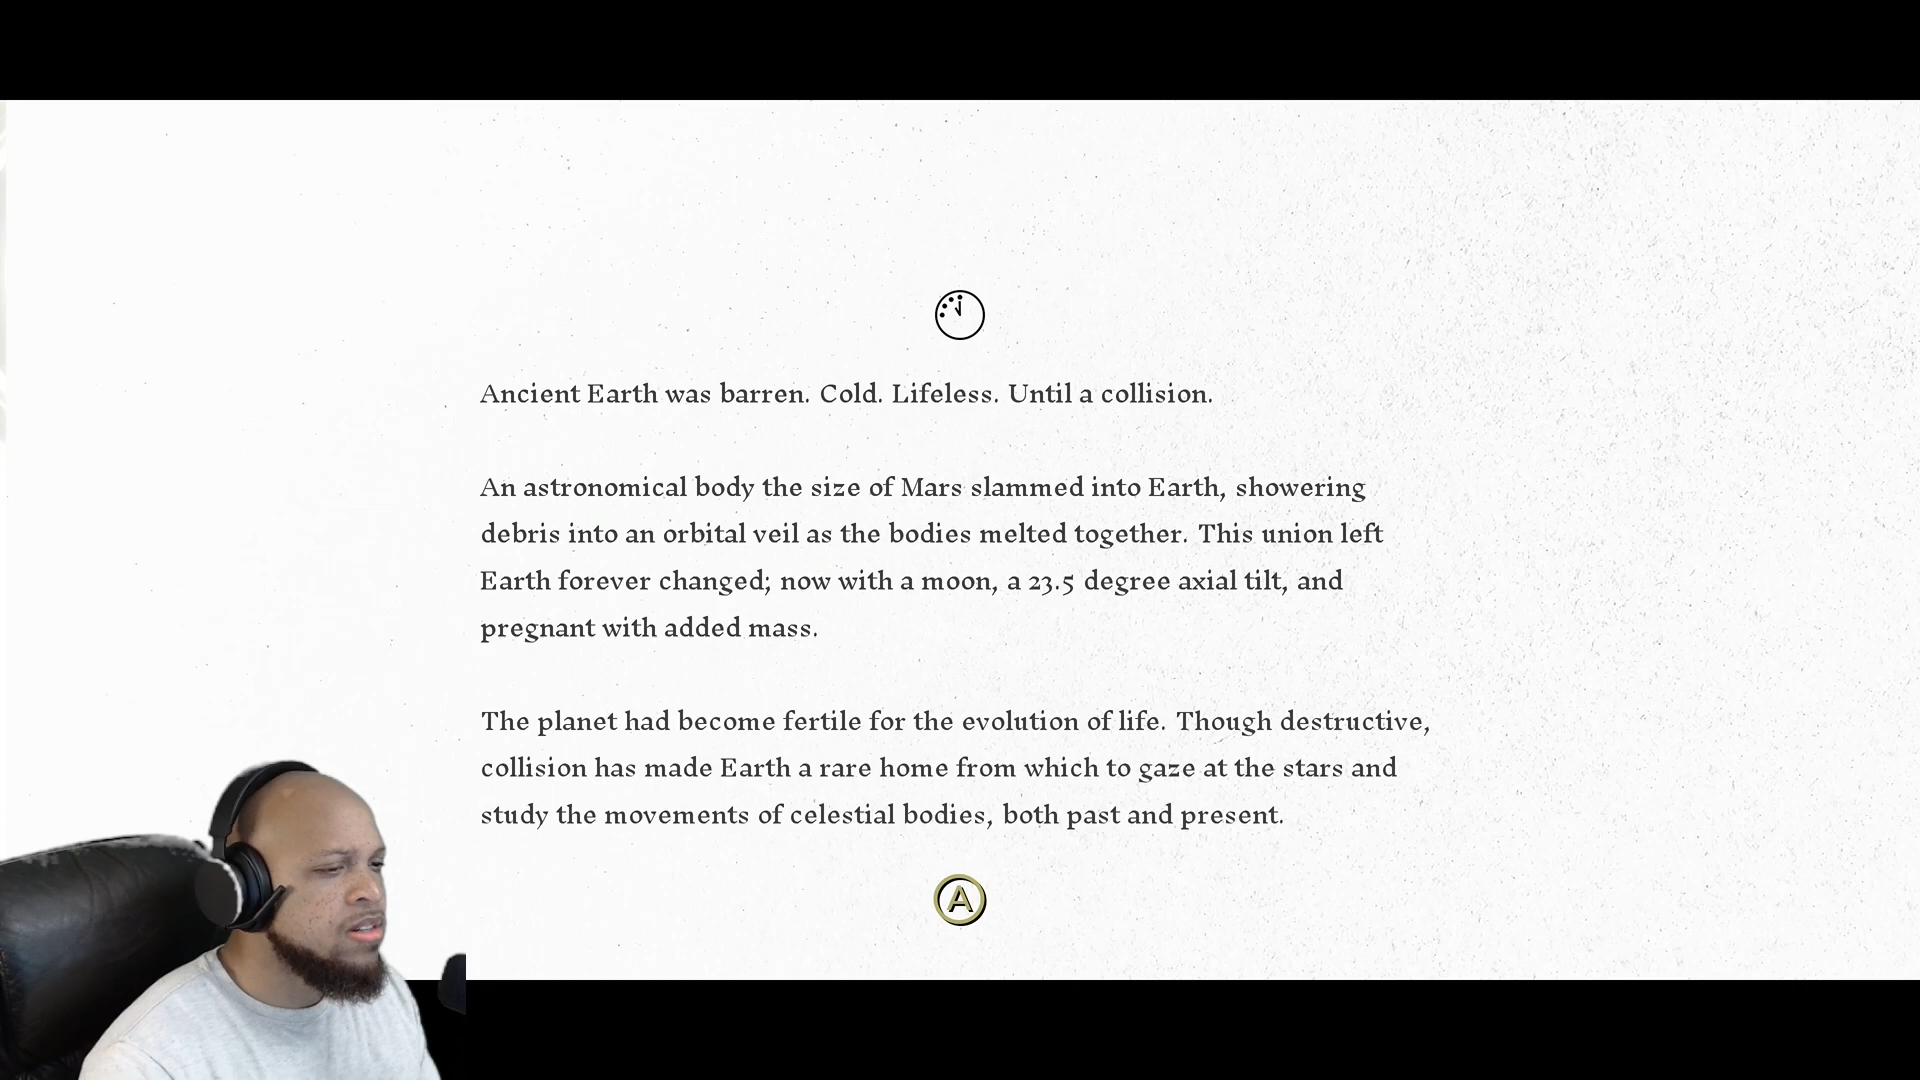 Ancient Earth was barren. Cold. Lifeless. Until a collision.
An astronomical body the size of Mars slammed into Earth, showering
debris into an orbital veil as the bodies melted together. This union left
Earth forever changed; now with a moon, a 23.5 degree axial tilt, and
pregnant with added mass.
The planet had become fertile for the evolution of life. Though destructive,
collision has made Earth a rare home from which to gaze at the stars and
study the movements of celestial bodies, both past and present.
A